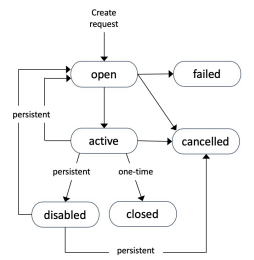 Create
request
open
failed
persistent
active
cancelled
persistent
one-time
disabled
closed
persistent